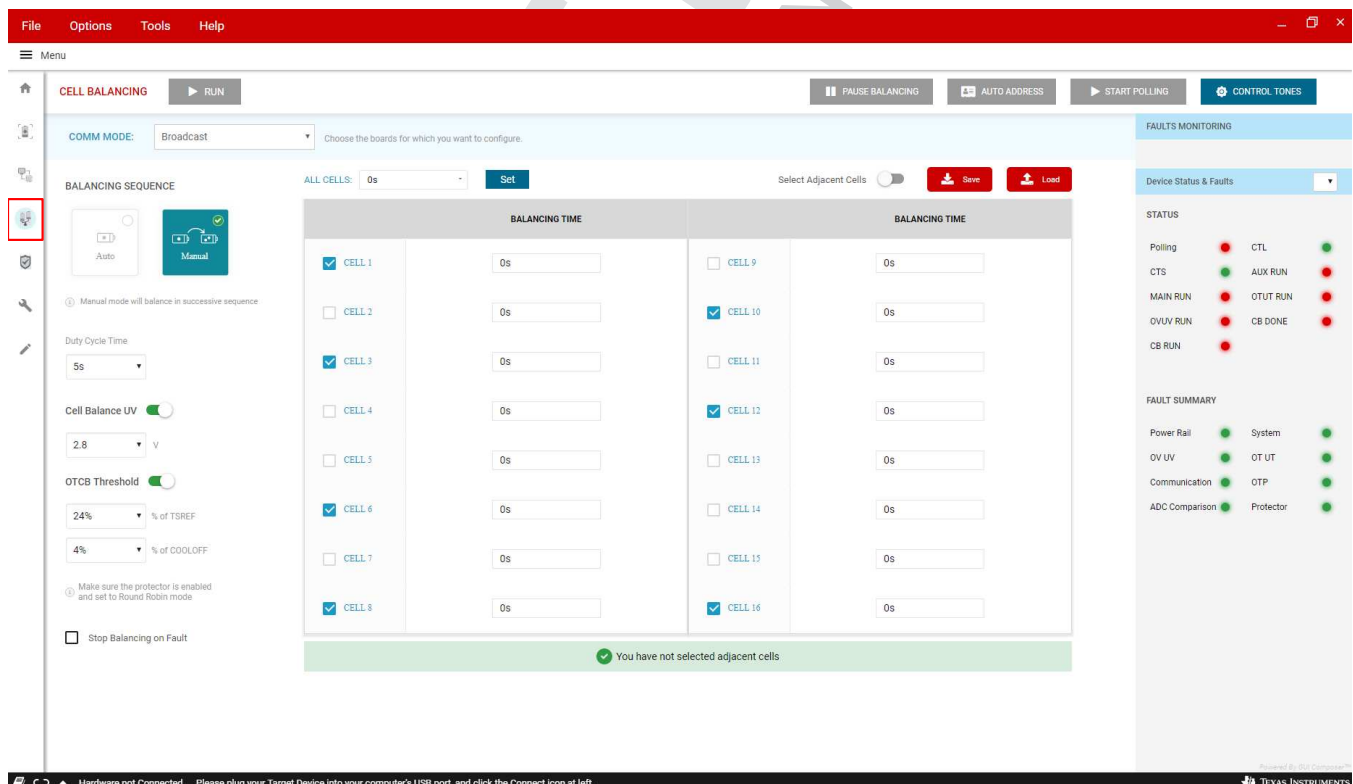 File Options Tools Help
Menu
CELL BALANCING RUN PAUSE BALANCING AUTO ADDRESS START POLLING CONTROL TONES
COMM MODE: Broadcast Choose the boards for which you want to configure.
FAULTS MONITORING
BALANCING SEQUENCE
ALL CELLS: 0s Set Select Adjacent Cells Save Load
Device Status & Faults
BALANCING TIME BALANCING TIME
Auto Manual
Manual mode will balance in successive sequence
Duty Cycle Time
5s
Cell Balance UV
2.8 V
OTCB Threshold
24% % of TSREF
4% % of COOLOFF
Make sure the protector is enabled
and set to Round Robin mode
Stop Balancing on Fault
CELL 1 0s CELL 9 0s
CELL 2 0s CELL 10 0s
CELL 3 0s CELL 11 0s
CELL 4 0s CELL 12 0s
CELL 5 0s CELL 13 0s
CELL 6 0s CELL 14 0s
CELL 7 0s CELL 15 0s
CELL 8 0s CELL 16 0s
You have not selected adjacent cells
STATUS
Polling CTL
CTS AUX RUN
MAIN RUN OTUT RUN
OVUV RUN CB DONE
CB RUN
FAULT SUMMARY
Power Rail System
OV UV OT UT
Communication OTP
ADC Comparison Protector
Powered By GUI Composer™
Hardware not Connected. Please plug your Target Device into your computer's USB port, and click the Connect icon at left.
TEXAS INSTRUMENTS